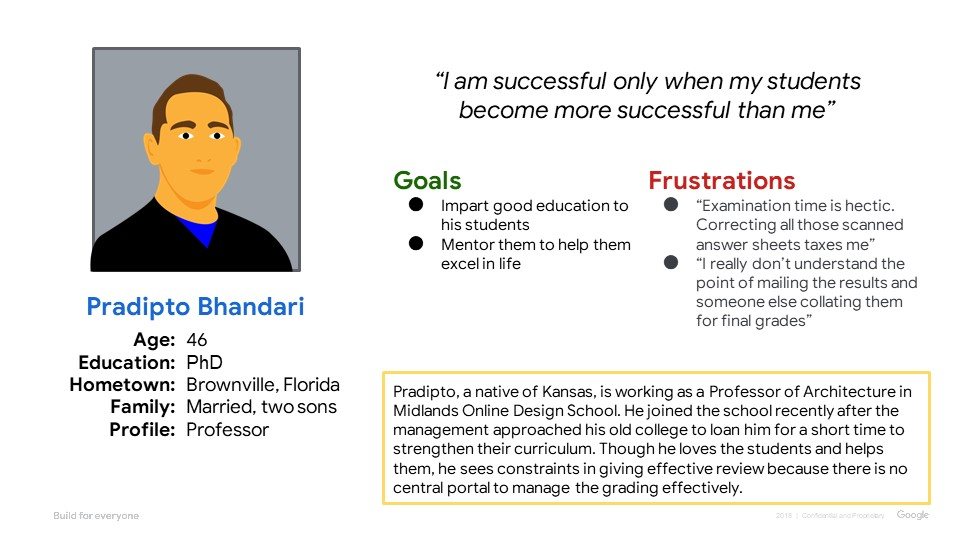 “I am successful only when my students
become more successful than me”
Goals
● Impart good education to
his students
● Mentor them to help them
excel in life
Frustrations
● “Examination time is hectic.
Correcting all those scanned
answer sheets taxes me”
● “I really don’t understand the
point of mailing the results and
someone else collating them
for final grades”
Pradipto Bhandari
Age: 46
Education: PhD
Hometown: Brownville, Florida
Family: Married, two sons
Profile: Professor
Pradipto, a native of Kansas, is working as a Professor of Architecture in
Midlands Online Design School. He joined the school recently after the
management approached his old college to loan him for a short time to
strengthen their curriculum. Though he loves the students and helps
them, he sees constraints in giving effective review because there is no
central portal to manage the grading effectively.
Build for everyone
2018 | Confidential and Proprietary Google